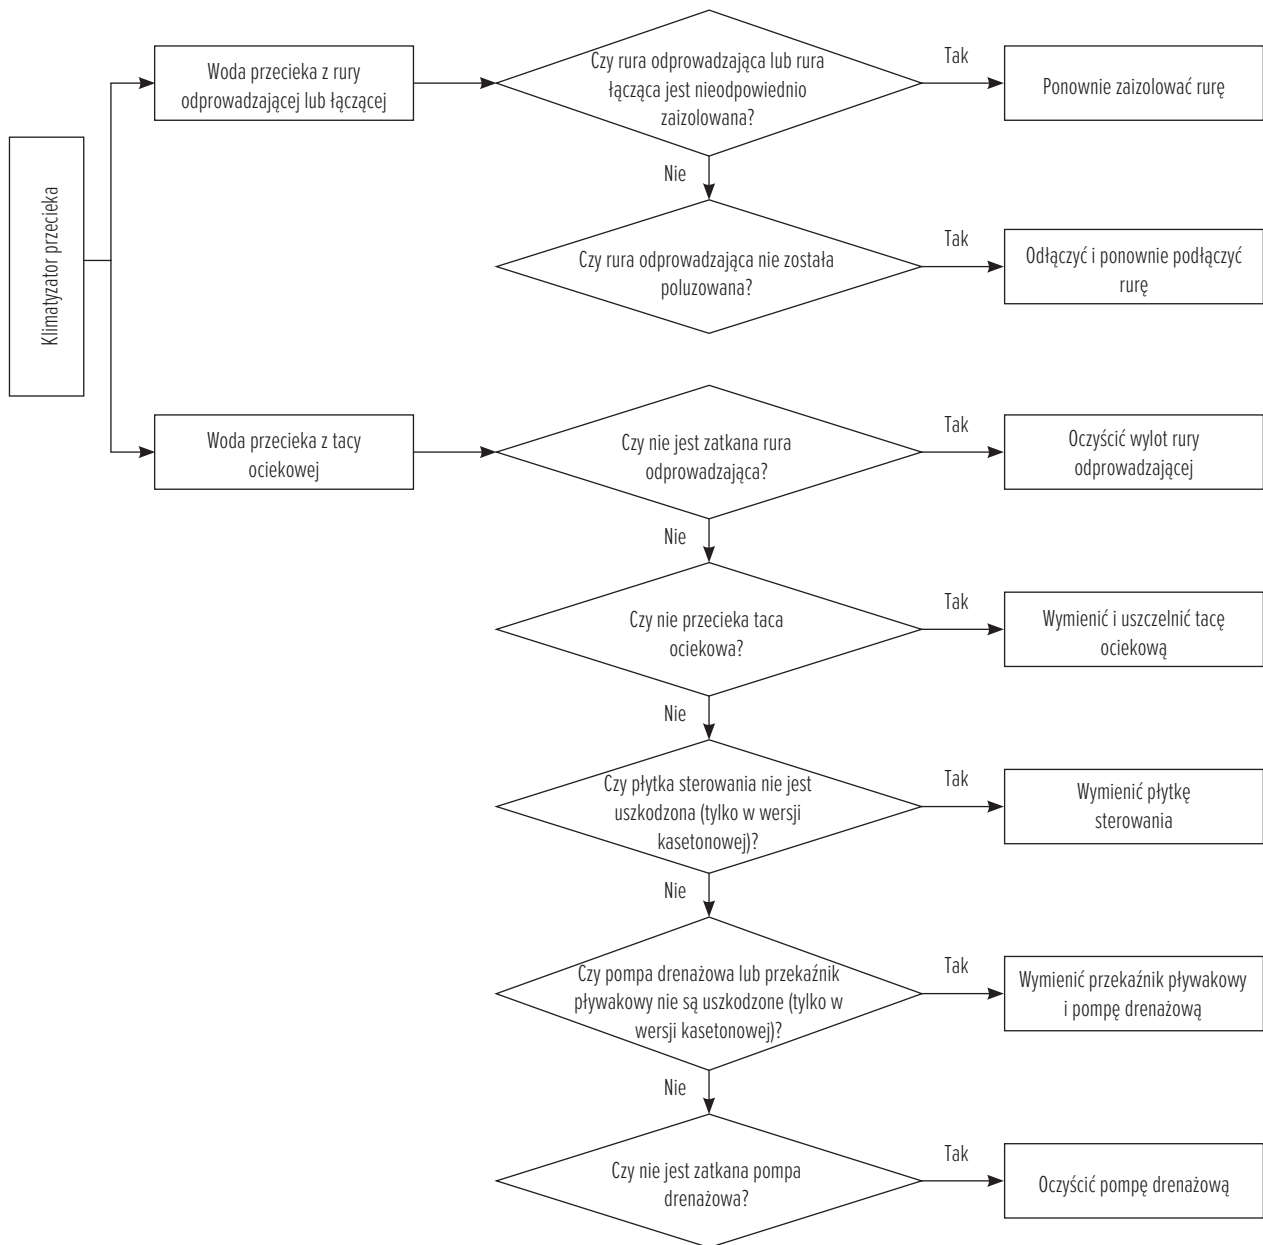 Klimatyzator przecieka
Woda przecieka z rury
odprowadzającej lub łączącej
Czy rura odprowadzająca lub rura
łącząca jest nieodpowiednio
zaizolowana?
Tak
Ponownie zaizolować rurę
Nie
Czy rura odprowadzająca nie została
poluzowana?
Tak
Odłączyć i ponownie podłączyć
rurę
Woda przecieka z tacy
ociekowej
Czy nie jest zatkana rura
odprowadzająca?
Tak
Oczyścić wylot rury
odprowadzającej
Nie
Czy nie przecieka taca
ociekowa?
Tak
Wymienić i uszczelnić tacę
ociekową
Nie
Czy płytka sterowania nie jest
uszkodzona (tylko w wersji
kasetonowej)?
Tak
Wymienić płytkę
sterowania
Nie
Czy pompa drenażowa lub przekaźnik
pływakowy nie są uszkodzone (tylko w
wersji kasetonowej)?
Tak
Wymienić przekaźnik pływakowy
i pompę drenażową
Nie
Czy nie jest zatkana pompa
drenażowa?
Tak
Oczyścić pompę drenażową